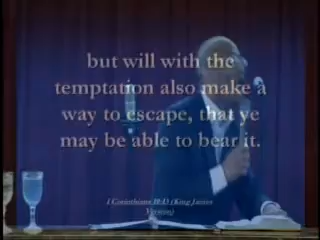 but will with the
temptation also make a
way to escape, that ye
may be able to bear it.
I Corinthians 10:13 (King James
Version)